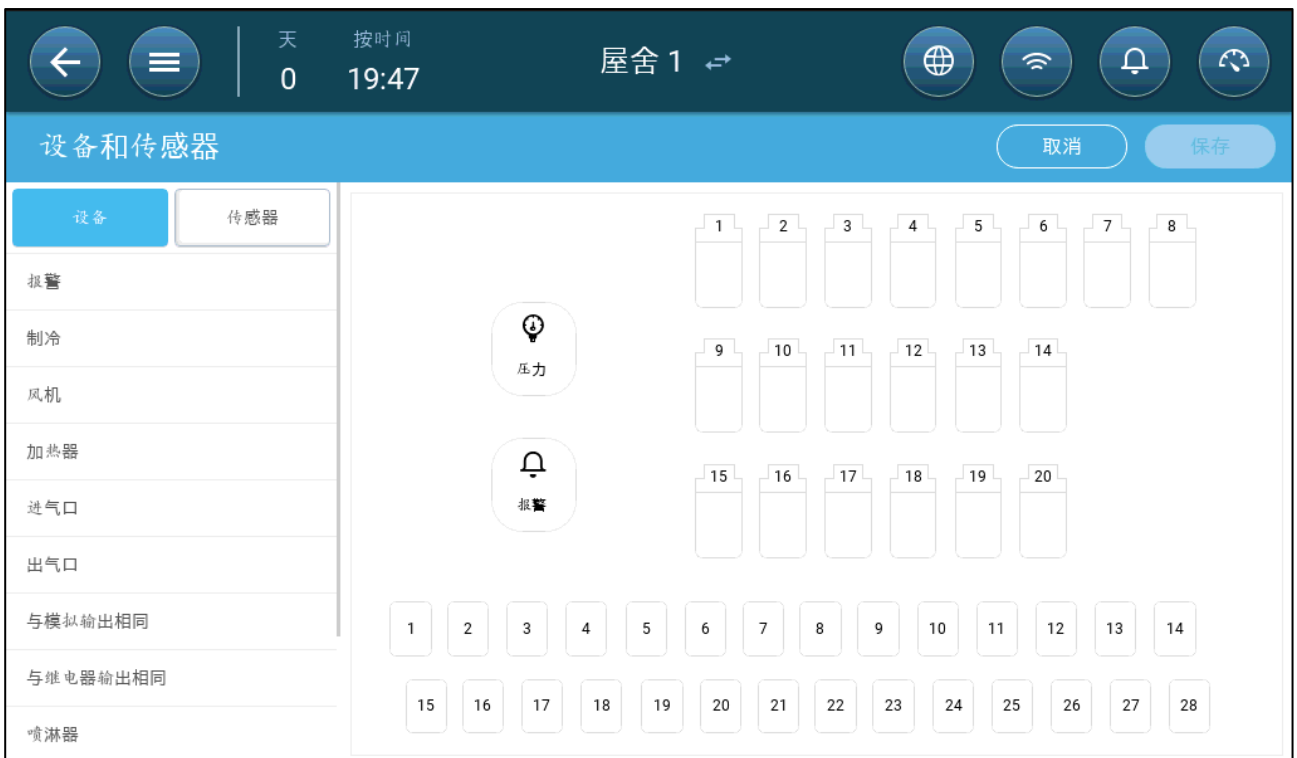 天 按时间
0 19:47 屋舍 1
设备和传感器 取消 保存
设备 传感器
报警
制冷
风机
加热器
进气口
出气口
与模拟输出相同
与继电器输出相同
喷淋器
1 2 3 4 5 6 7 8
压力
9 10 11 12 13 14
报警
15 16 17 18 19 20
1 2 3 4 5 6 7 8 9 10 11 12 13 14
15 16 17 18 19 20 21 22 23 24 25 26 27 28